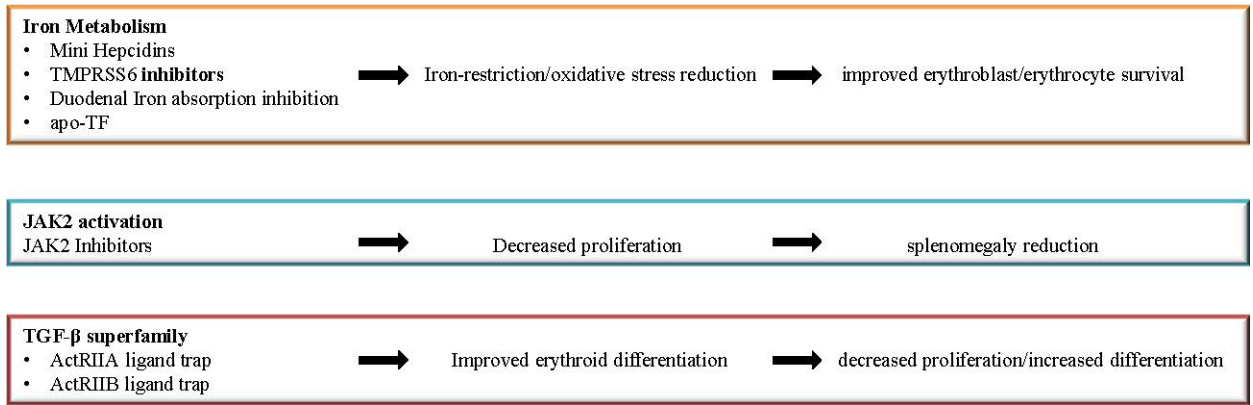 Iron Metabolism
• Mini Hepcidins
• TMPRSS6 inhibitors Iron-restriction/oxidative stress reduction improved erythroblast/erythrocyte survival
• Duodenal Iron absorption inhibition
• apo-TF
JAK2 activation
JAK2 Inhibitors Decreased proliferation splenomegaly reduction
TGF-β superfamily
• ActRIIA ligand trap Improved erythroid differentiation decreased proliferation/increased differentiation
• ActRIIB ligand trap